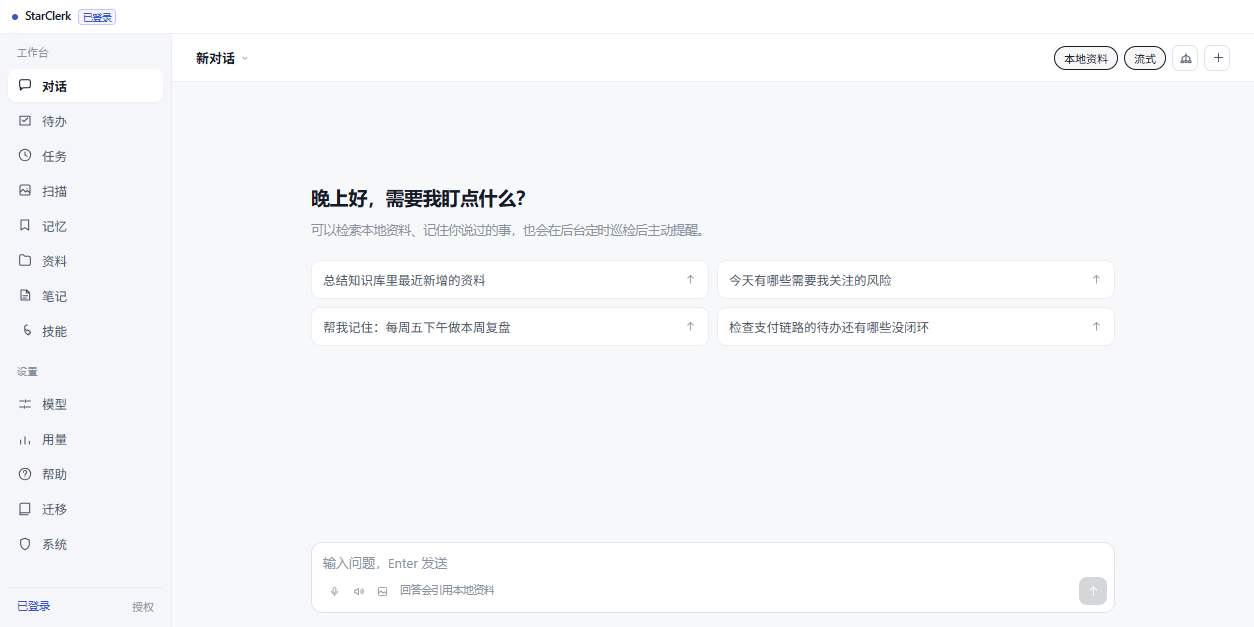 StarClerk 已登录
工作台
对话
待办
任务
扫描
记忆
资料
笔记
技能
设置
模型
用量
帮助
迁移
系统
已登录 授权
新对话
本地资料 流式
晚上好，需要我盯点什么？
可以检索本地资料、记住你说过的事，也会在后台定时巡检后主动提醒。
总结知识库里最近新增的资料
今天有哪些需要我关注的风险
帮我记住：每周五下午做本周复盘
检查支付链路的待办还有哪些没闭环
输入问题，Enter 发送
回答会引用本地资料